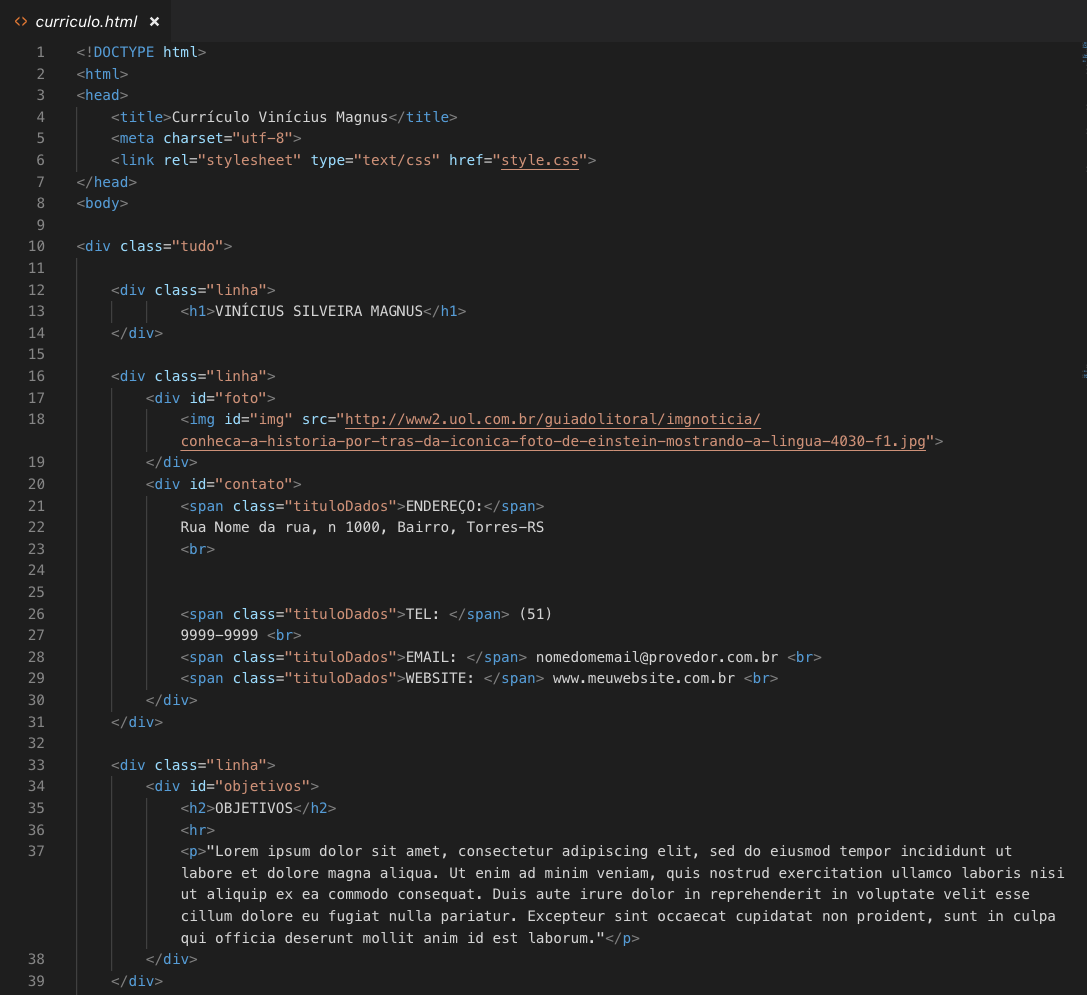 <> curriculo.html ×
1 <!DOCTYPE html>
2 <html>
3 <head>
4     <title>Currículo Vinícius Magnus</title>
5     <meta charset="utf-8">
6     <link rel="stylesheet" type="text/css" href="style.css">
7 </head>
8 <body>
9
10 <div class="tudo">
11
12     <div class="linha">
13             <h1>VINÍCIUS SILVEIRA MAGNUS</h1>
14     </div>
15
16     <div class="linha">
17         <div id="foto">
18             <img id="img" src="http://www2.uol.com.br/guiadolitoral/imgnoticia/
            conheca-a-historia-por-tras-da-iconica-foto-de-einstein-mostrando-a-lingua-4030-f1.jpg">
19         </div>
20         <div id="contato">
21             <span class="tituloDados">ENDEREÇO:</span>
22             Rua Nome da rua, n 1000, Bairro, Torres-RS
23             <br>
24
25
26             <span class="tituloDados">TEL: </span> (51)
27             9999-9999 <br>
28             <span class="tituloDados">EMAIL: </span> nomedomemail@provedor.com.br <br>
29             <span class="tituloDados">WEBSITE: </span> www.meuwebsite.com.br <br>
30         </div>
31     </div>
32
33     <div class="linha">
34         <div id="objetivos">
35             <h2>OBJETIVOS</h2>
36             <hr>
37             <p>"Lorem ipsum dolor sit amet, consectetur adipiscing elit, sed do eiusmod tempor incididunt ut
            labore et dolore magna aliqua. Ut enim ad minim veniam, quis nostrud exercitation ullamco laboris nisi
            ut aliquip ex ea commodo consequat. Duis aute irure dolor in reprehenderit in voluptate velit esse
            cillum dolore eu fugiat nulla pariatur. Excepteur sint occaecat cupidatat non proident, sunt in culpa
            qui officia deserunt mollit anim id est laborum."</p>
38         </div>
39     </div>